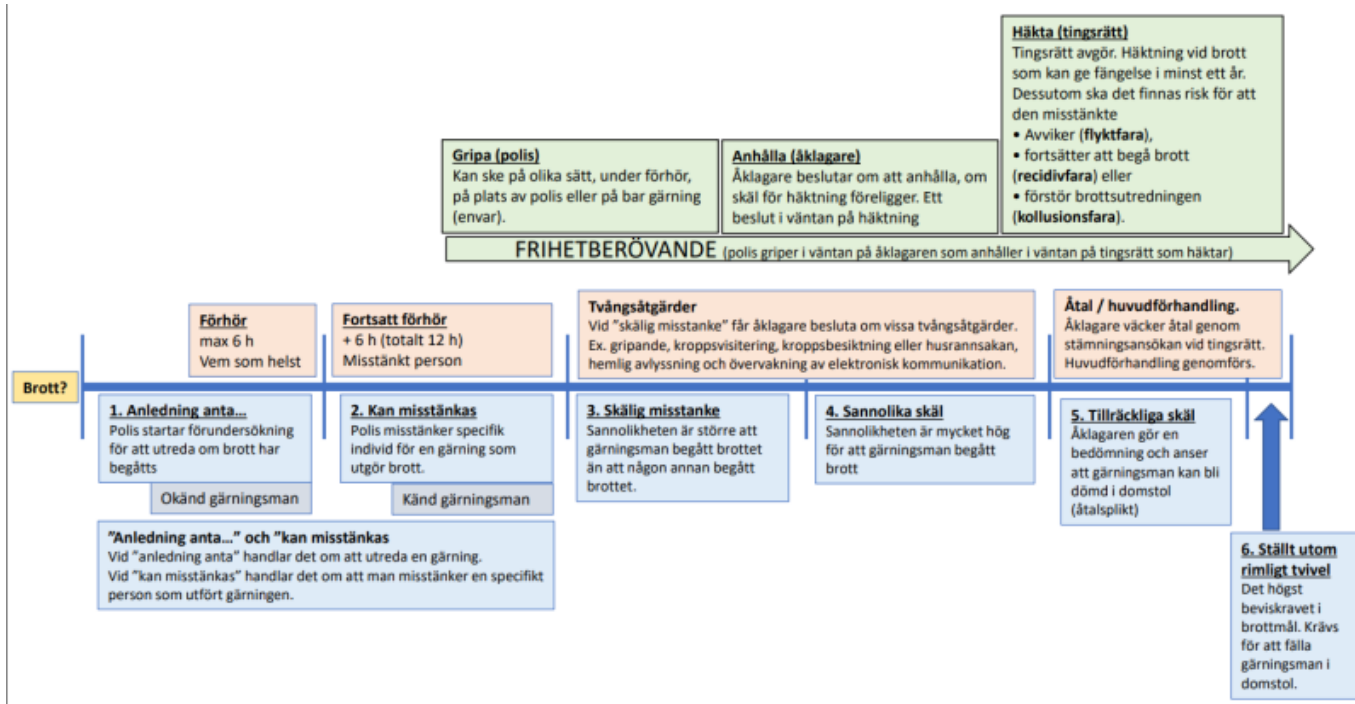 Häkta (tingsrätt)
Tingsrätt avgör. Häktning vid brott
som kan ge fängelse i minst ett år.
Dessutom ska det finnas risk för att
den misstänkte
• Avviker (flyktfara),
• fortsätter att begå brott
(recidivfara) eller
• förstör brottsutredningen
(kollusionsfara).
Gripa (polis)
Kan ske på olika sätt, under förhör,
på plats av polis eller på bar gärning
(envar).
Anhålla (åklagare)
Åklagare beslutar om att anhålla, om
skäl för häktning föreligger. Ett
beslut i väntan på häktning
FRIHETBERÖVANDE (polis griper i väntan på åklagaren som anhåller i väntan på tingsrätt som häktar)
Förhör
max 6 h
Vem som helst
Fortsatt förhör
+ 6 h (totalt 12 h)
Misstänkt person
Tvångsåtgärder
Vid ”skälig misstanke” får åklagare besluta om vissa tvångsåtgärder.
Ex. gripande, kroppsvisitering, kroppsbesiktning eller husrannsakan,
hemlig avlyssning och övervakning av elektronisk kommunikation.
Åtal / huvudförhandling.
Åklagare väcker åtal genom
stämningsansökan vid tingsrätt.
Huvudförhandling genomförs.
Brott?
1. Anledning anta…
Polis startar förundersökning
för att utreda om brott har
begåtts
Okänd gärningsman
2. Kan misstänkas
Polis misstänker specifik
individ för en gärning som
utgör brott.
Känd gärningsman
3. Skälig misstanke
Sannolikheten är större att
gärningsman begått brottet
än att någon annan begått
brottet.
4. Sannolika skäl
Sannolikheten är mycket hög
för att gärningsman begått
brott
5. Tillräckliga skäl
Åklagaren gör en
bedömning och anser
att gärningsman kan bli
dömd i domstol
(åtalsplikt)
”Anledning anta…” och ”kan misstänkas
Vid ”anledning anta” handlar det om att utreda en gärning.
Vid ”kan misstänkas” handlar det om att man misstänker en specifikt
person som utfört gärningen.
6. Ställt utom
rimligt tvivel
Det högst
beviskravet i
brottmål. Krävs
för att fälla
gärningsman i
domstol.